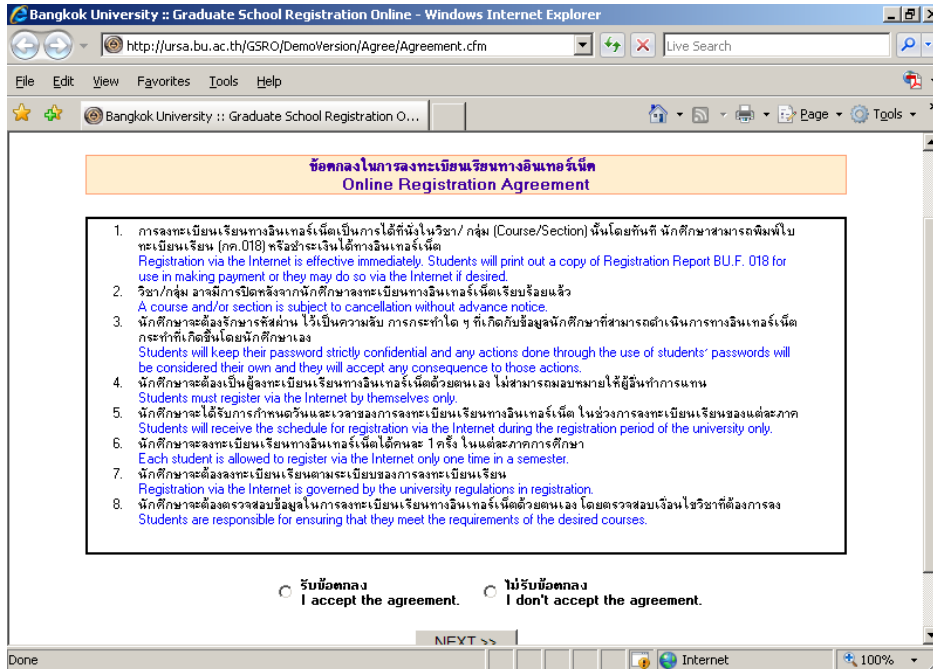 Bangkok University :: Graduate School Registration Online - Windows Internet Explorer
http://ursa.bu.ac.th/GSRO/DemoVersion/Agree/Agreement.cfm
Live Search
File Edit View Favorites Tools Help
Bangkok University :: Graduate School Registration O...
Page Tools
ข้อตกลงในการลงทะเบียนเรียนทางอินเทอร์เน็ต
Online Registration Agreement
1. การลงทะเบียนเรียนทางอินเทอร์เน็ตเป็นการได้ที่นั่งในวิชา/ กลุ่ม (Course/Section) นั้นโดยทันที นักศึกษาสามารถพิมพ์ใบ
ทะเบียนเรียน (กค.018) หรือชำระเงินได้ทางอินเทอร์เน็ต
Registration via the Internet is effective immediately. Students will print out a copy of Registration Report BU.F. 018 for
use in making payment or they may do so via the Internet if desired.
2. วิชา/กลุ่ม อาจมีการปิดหลังจากนักศึกษาลงทะเบียนทางอินเทอร์เน็ตเรียบร้อยแล้ว
A course and/or section is subject to cancellation without advance notice.
3. นักศึกษาจะต้องรักษารหัสผ่าน ไว้เป็นความลับ การกระทำใด ๆ ที่เกิดกับข้อมูลนักศึกษาที่สามารถดำเนินการทางอินเทอร์เน็ต
กระทำที่เกิดขึ้นโดยนักศึกษาเอง
Students will keep their password strictly confidential and any actions done through the use of students' passwords will
be considered their own and they will accept any consequence to those actions.
4. นักศึกษาจะต้องเป็นผู้ลงทะเบียนเรียนทางอินเทอร์เน็ตด้วยตนเอง ไม่สามารถมอบหมายให้ผู้อื่นทำการแทน
Students must register via the Internet by themselves only.
5. นักศึกษาจะได้รับการกำหนดวันและเวลาของการลงทะเบียนเรียนทางอินเทอร์เน็ต ในช่วงการลงทะเบียนเรียนของแต่ละภาค
Students will receive the schedule for registration via the Internet during the registration period of the university only.
6. นักศึกษาจะลงทะเบียนเรียนทางอินเทอร์เน็ตได้คนละ 1 ครั้ง ในแต่ละภาคการศึกษา
Each student is allowed to register via the Internet only one time in a semester.
7. นักศึกษาจะต้องลงทะเบียนเรียนตามระเบียบของการลงทะเบียนเรียน
Registration via the Internet is governed by the university regulations in registration.
8. นักศึกษาจะต้องตรวจสอบข้อมูลในการลงทะเบียนเรียนทางอินเทอร์เน็ตด้วยตนเอง โดยตรวจสอบเงื่อนไขวิชาที่ต้องการลง
Students are responsible for ensuring that they meet the requirements of the desired courses.
รับข้อตกลง ไม่รับข้อตกลง
I accept the agreement. I don't accept the agreement.
NEXT >>
Done Internet 100%